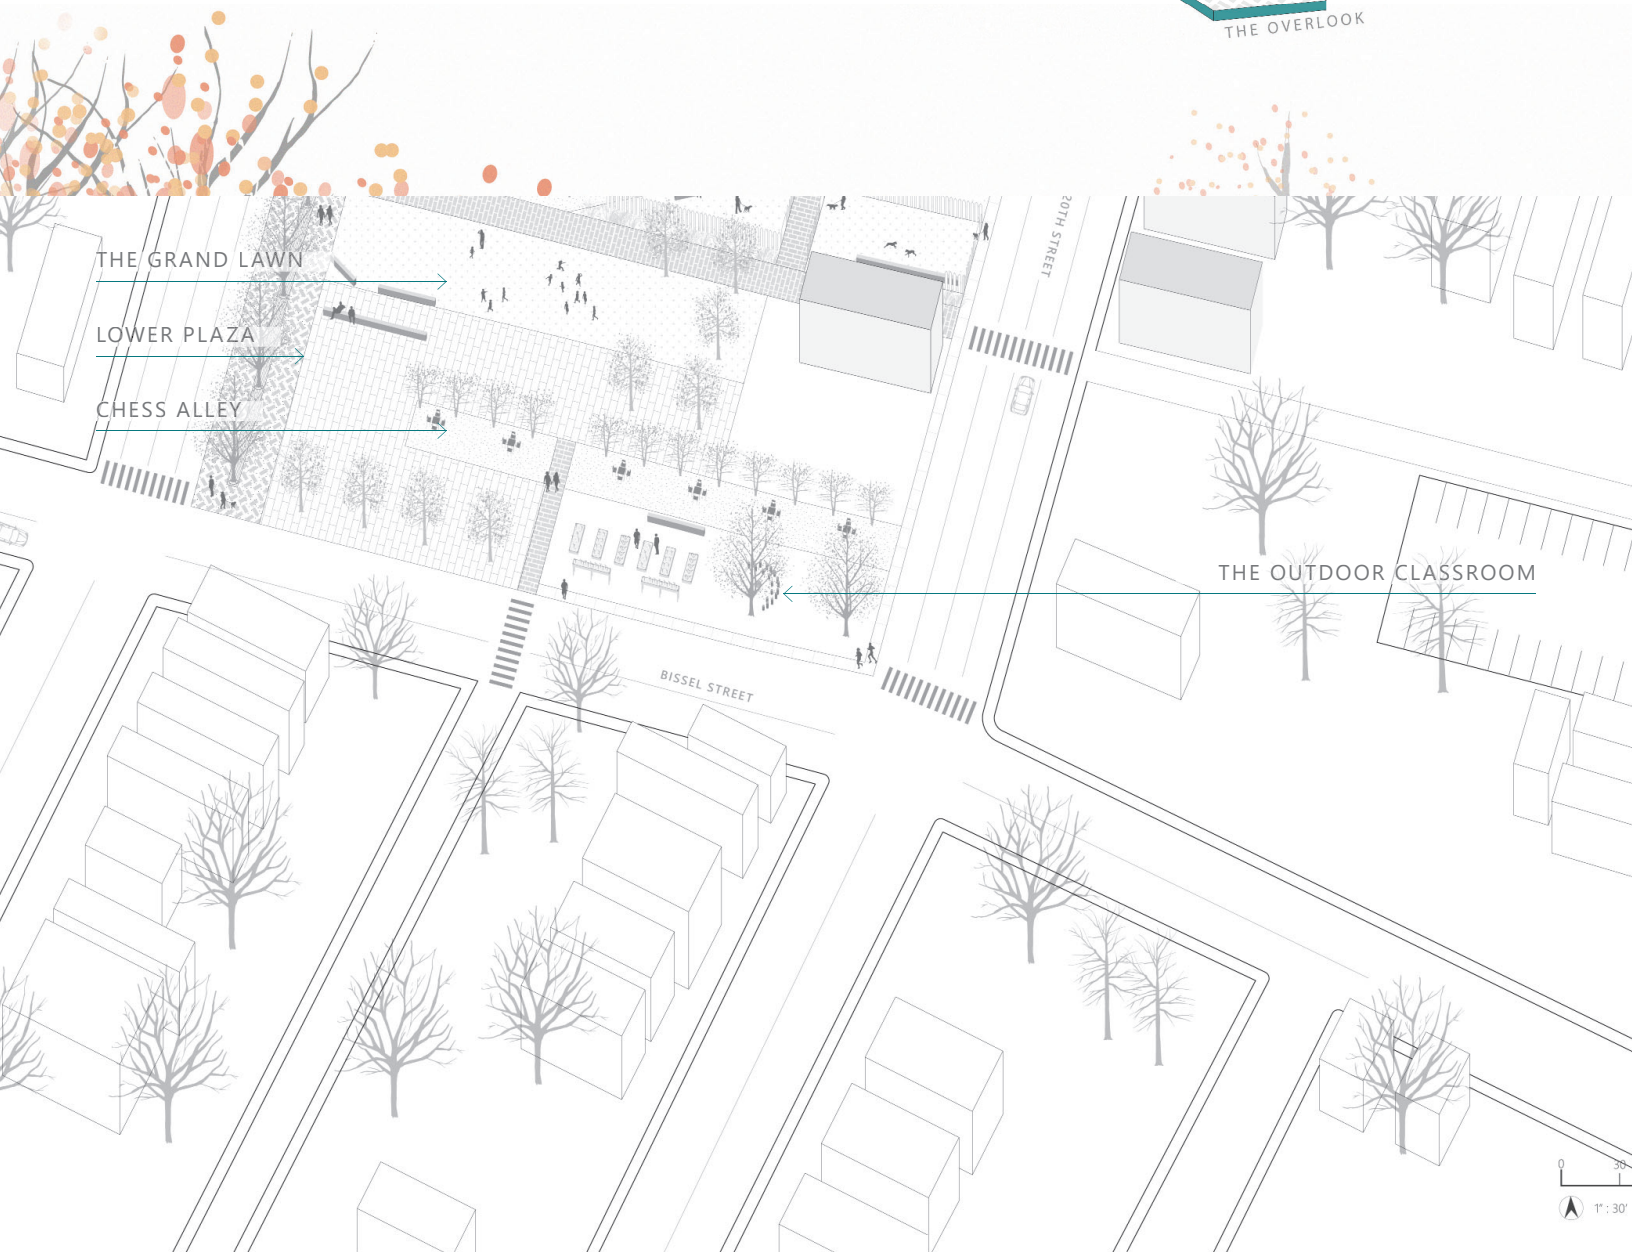 THE OVERLOOK
20TH STREET
THE GRAND LAWN
LOWER PLAZA
CHESS ALLEY
THE OUTDOOR CLASSROOM
BISSEL STREET
0 30
1" : 30'